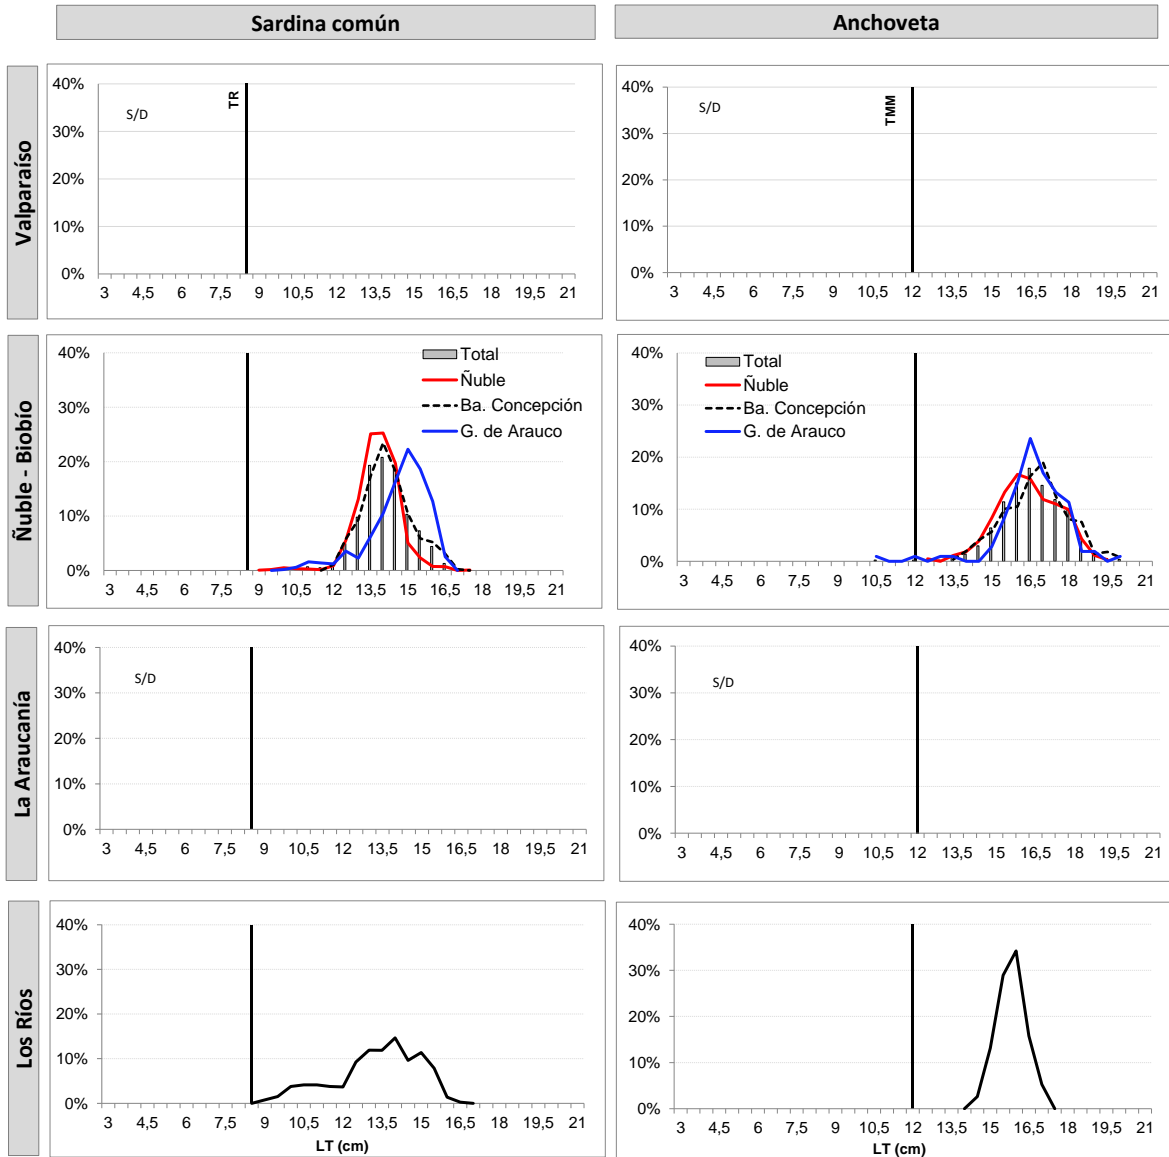 Sardina común
Anchoveta
Valparaíso
40%
30%
20%
10%
0%
S/D
TR
3 4,5 6 7,5 9 10,5 12 13,5 15 16,5 18 19,5 21
40%
30%
20%
10%
0%
S/D
TMM
3 4,5 6 7,5 9 10,5 12 13,5 15 16,5 18 19,5 21
Ñuble - Biobío
40%
30%
20%
10%
0%
Total
Ñuble
Ba. Concepción
G. de Arauco
3 4,5 6 7,5 9 10,5 12 13,5 15 16,5 18 19,5 21
40%
30%
20%
10%
0%
Total
Ñuble
Ba. Concepción
G. de Arauco
3 4,5 6 7,5 9 10,5 12 13,5 15 16,5 18 19,5 21
La Araucanía
40%
30%
20%
10%
0%
S/D
3 4,5 6 7,5 9 10,5 12 13,5 15 16,5 18 19,5 21
40%
30%
20%
10%
0%
S/D
3 4,5 6 7,5 9 10,5 12 13,5 15 16,5 18 19,5 21
Los Ríos
40%
30%
20%
10%
0%
3 4,5 6 7,5 9 10,5 12 13,5 15 16,5 18 19,5 21
LT (cm)
40%
30%
20%
10%
0%
3 4,5 6 7,5 9 10,5 12 13,5 15 16,5 18 19,5 21
LT (cm)